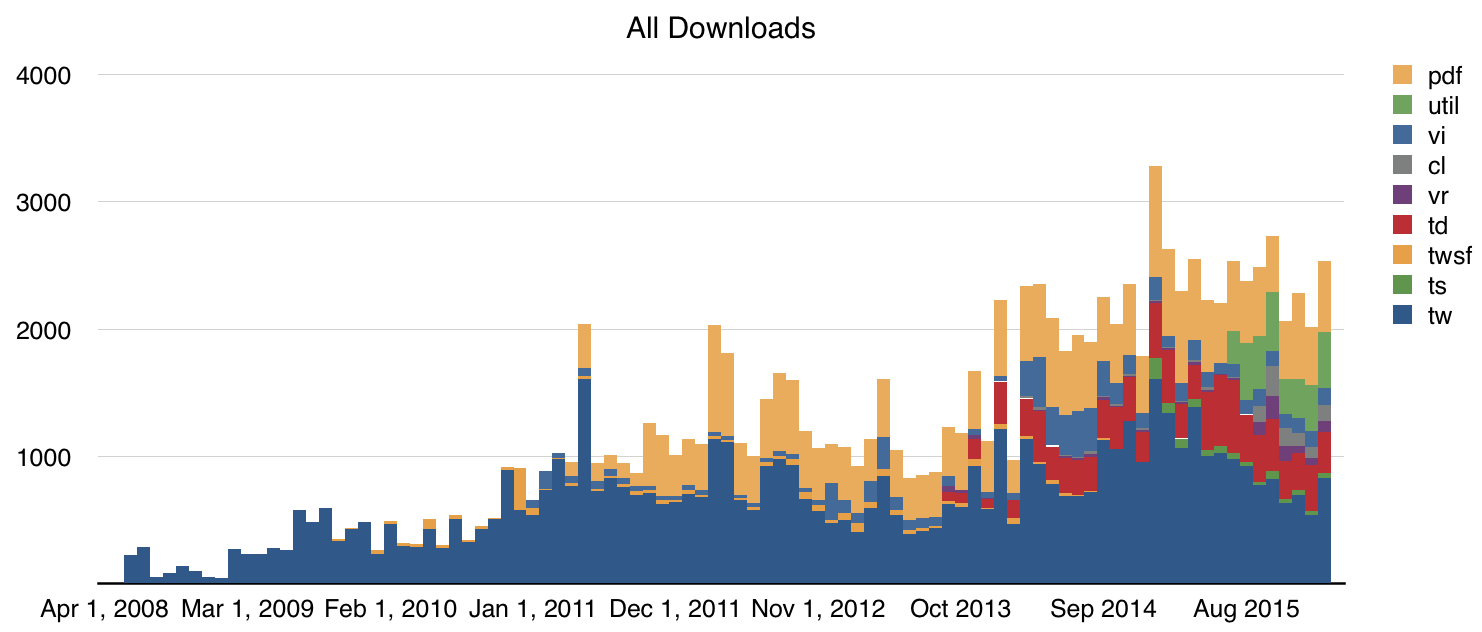 All Downloads
4000
3000
2000
1000
Apr 1, 2008 Mar 1, 2009 Feb 1, 2010 Jan 1, 2011 Dec 1, 2011 Nov 1, 2012 Oct 2013 Sep 2014 Aug 2015
pdf
util
vi
cl
vr
td
twsf
ts
tw